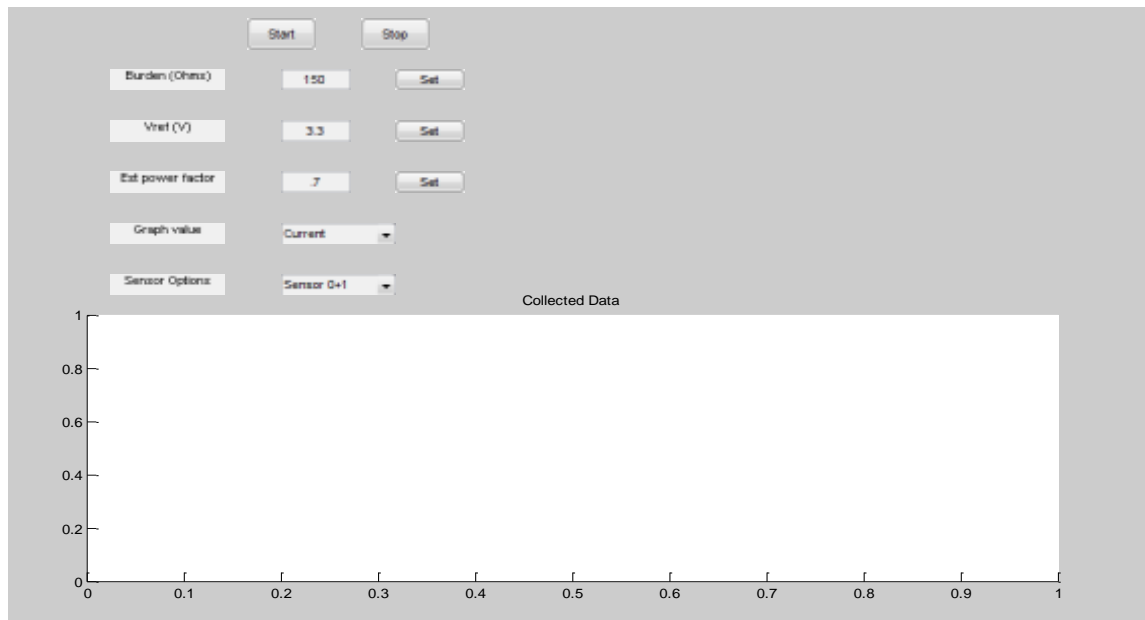 Start Stop
Burden (Ohms) 150 Set
Vref (V) 3.3 Set
Est power factor .7 Set
Graph value Current
Sensor Options Sensor 0+1
Collected Data
1
0.8
0.6
0.4
0.2
0
0 0.1 0.2 0.3 0.4 0.5 0.6 0.7 0.8 0.9 1